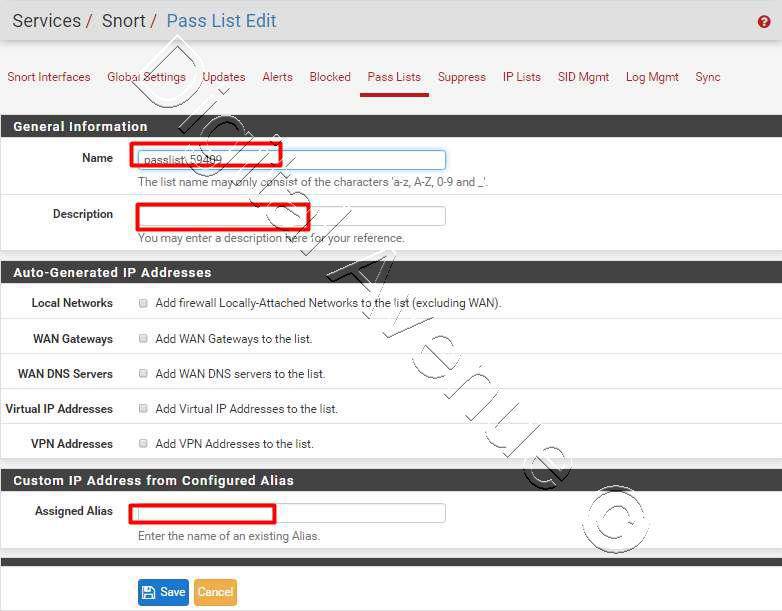 Services / Snort / Pass List Edit
Snort Interfaces Global Settings Updates Alerts Blocked Pass Lists Suppress IP Lists SID Mgmt Log Mgmt Sync
General Information
Name passlist_59409
The list name may only consist of the characters 'a-z, A-Z, 0-9 and _'.
Description
You may enter a description here for your reference.
Auto-Generated IP Addresses
Local Networks Add firewall Locally-Attached Networks to the list (excluding WAN).
WAN Gateways Add WAN Gateways to the list.
WAN DNS Servers Add WAN DNS servers to the list.
Virtual IP Addresses Add Virtual IP Addresses to the list.
VPN Addresses Add VPN Addresses to the list.
Custom IP Address from Configured Alias
Assigned Alias
Enter the name of an existing Alias.
Save Cancel
Digital Avenue ©